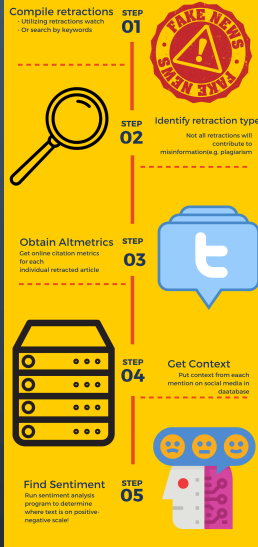 Compile retractions
- Utilizing retractions watch
- Or search by keywords
STEP
01
FAKE NEWS
FAKE NEWS
STEP
02
Identify retraction type
Not all retractions will
contribute to
misinformation(e.g. plagiarism
Obtain Altmetrics
Get online citation metrics
for each
individual retracted article
STEP
03
STEP
04
Get Context
Put context from eeach
mention on social media in
daatabase
Find Sentiment
Run sentiment analysis
program to determine
where text is on positive-
negative scale!
STEP
05